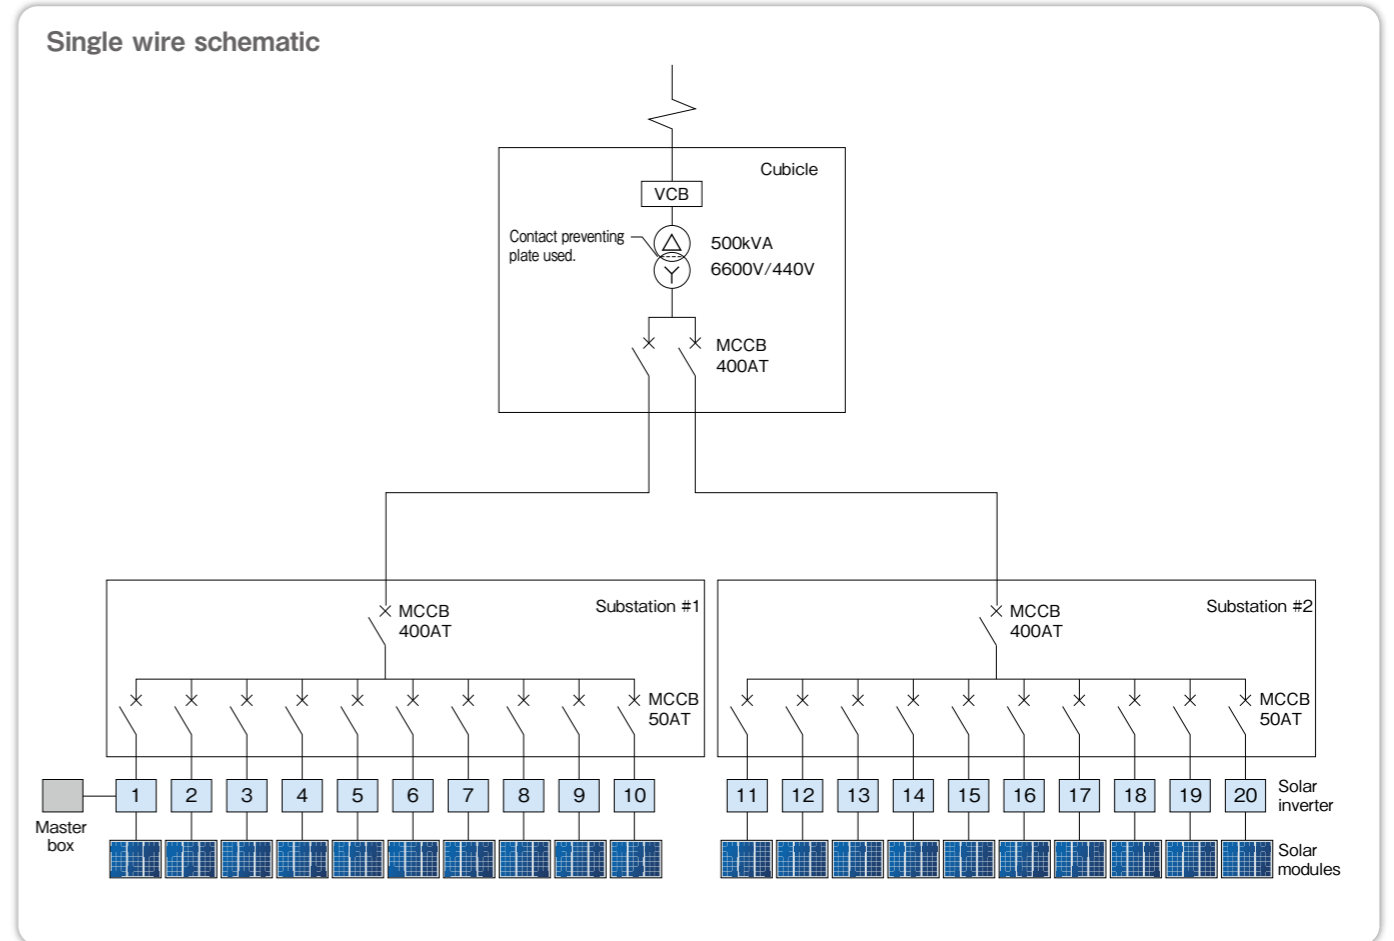 Single wire schematic
Cubicle
VCB
Contact preventing
plate used.
500kVA
6600V/440V
MCCB
400AT
MCCB
400AT
Substation #1
MCCB
50AT
MCCB
400AT
Substation #2
MCCB
50AT
1 2 3 4 5 6 7 8 9 10
11 12 13 14 15 16 17 18 19 20
Solar
inverter
Master
box
Solar
modules